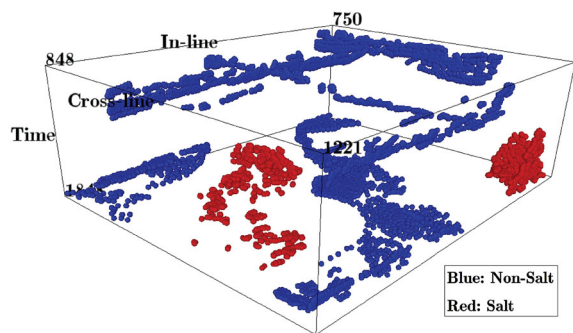 750
In-line
848
Cross-line
Time
1221
Blue: Non-Salt
Red: Salt